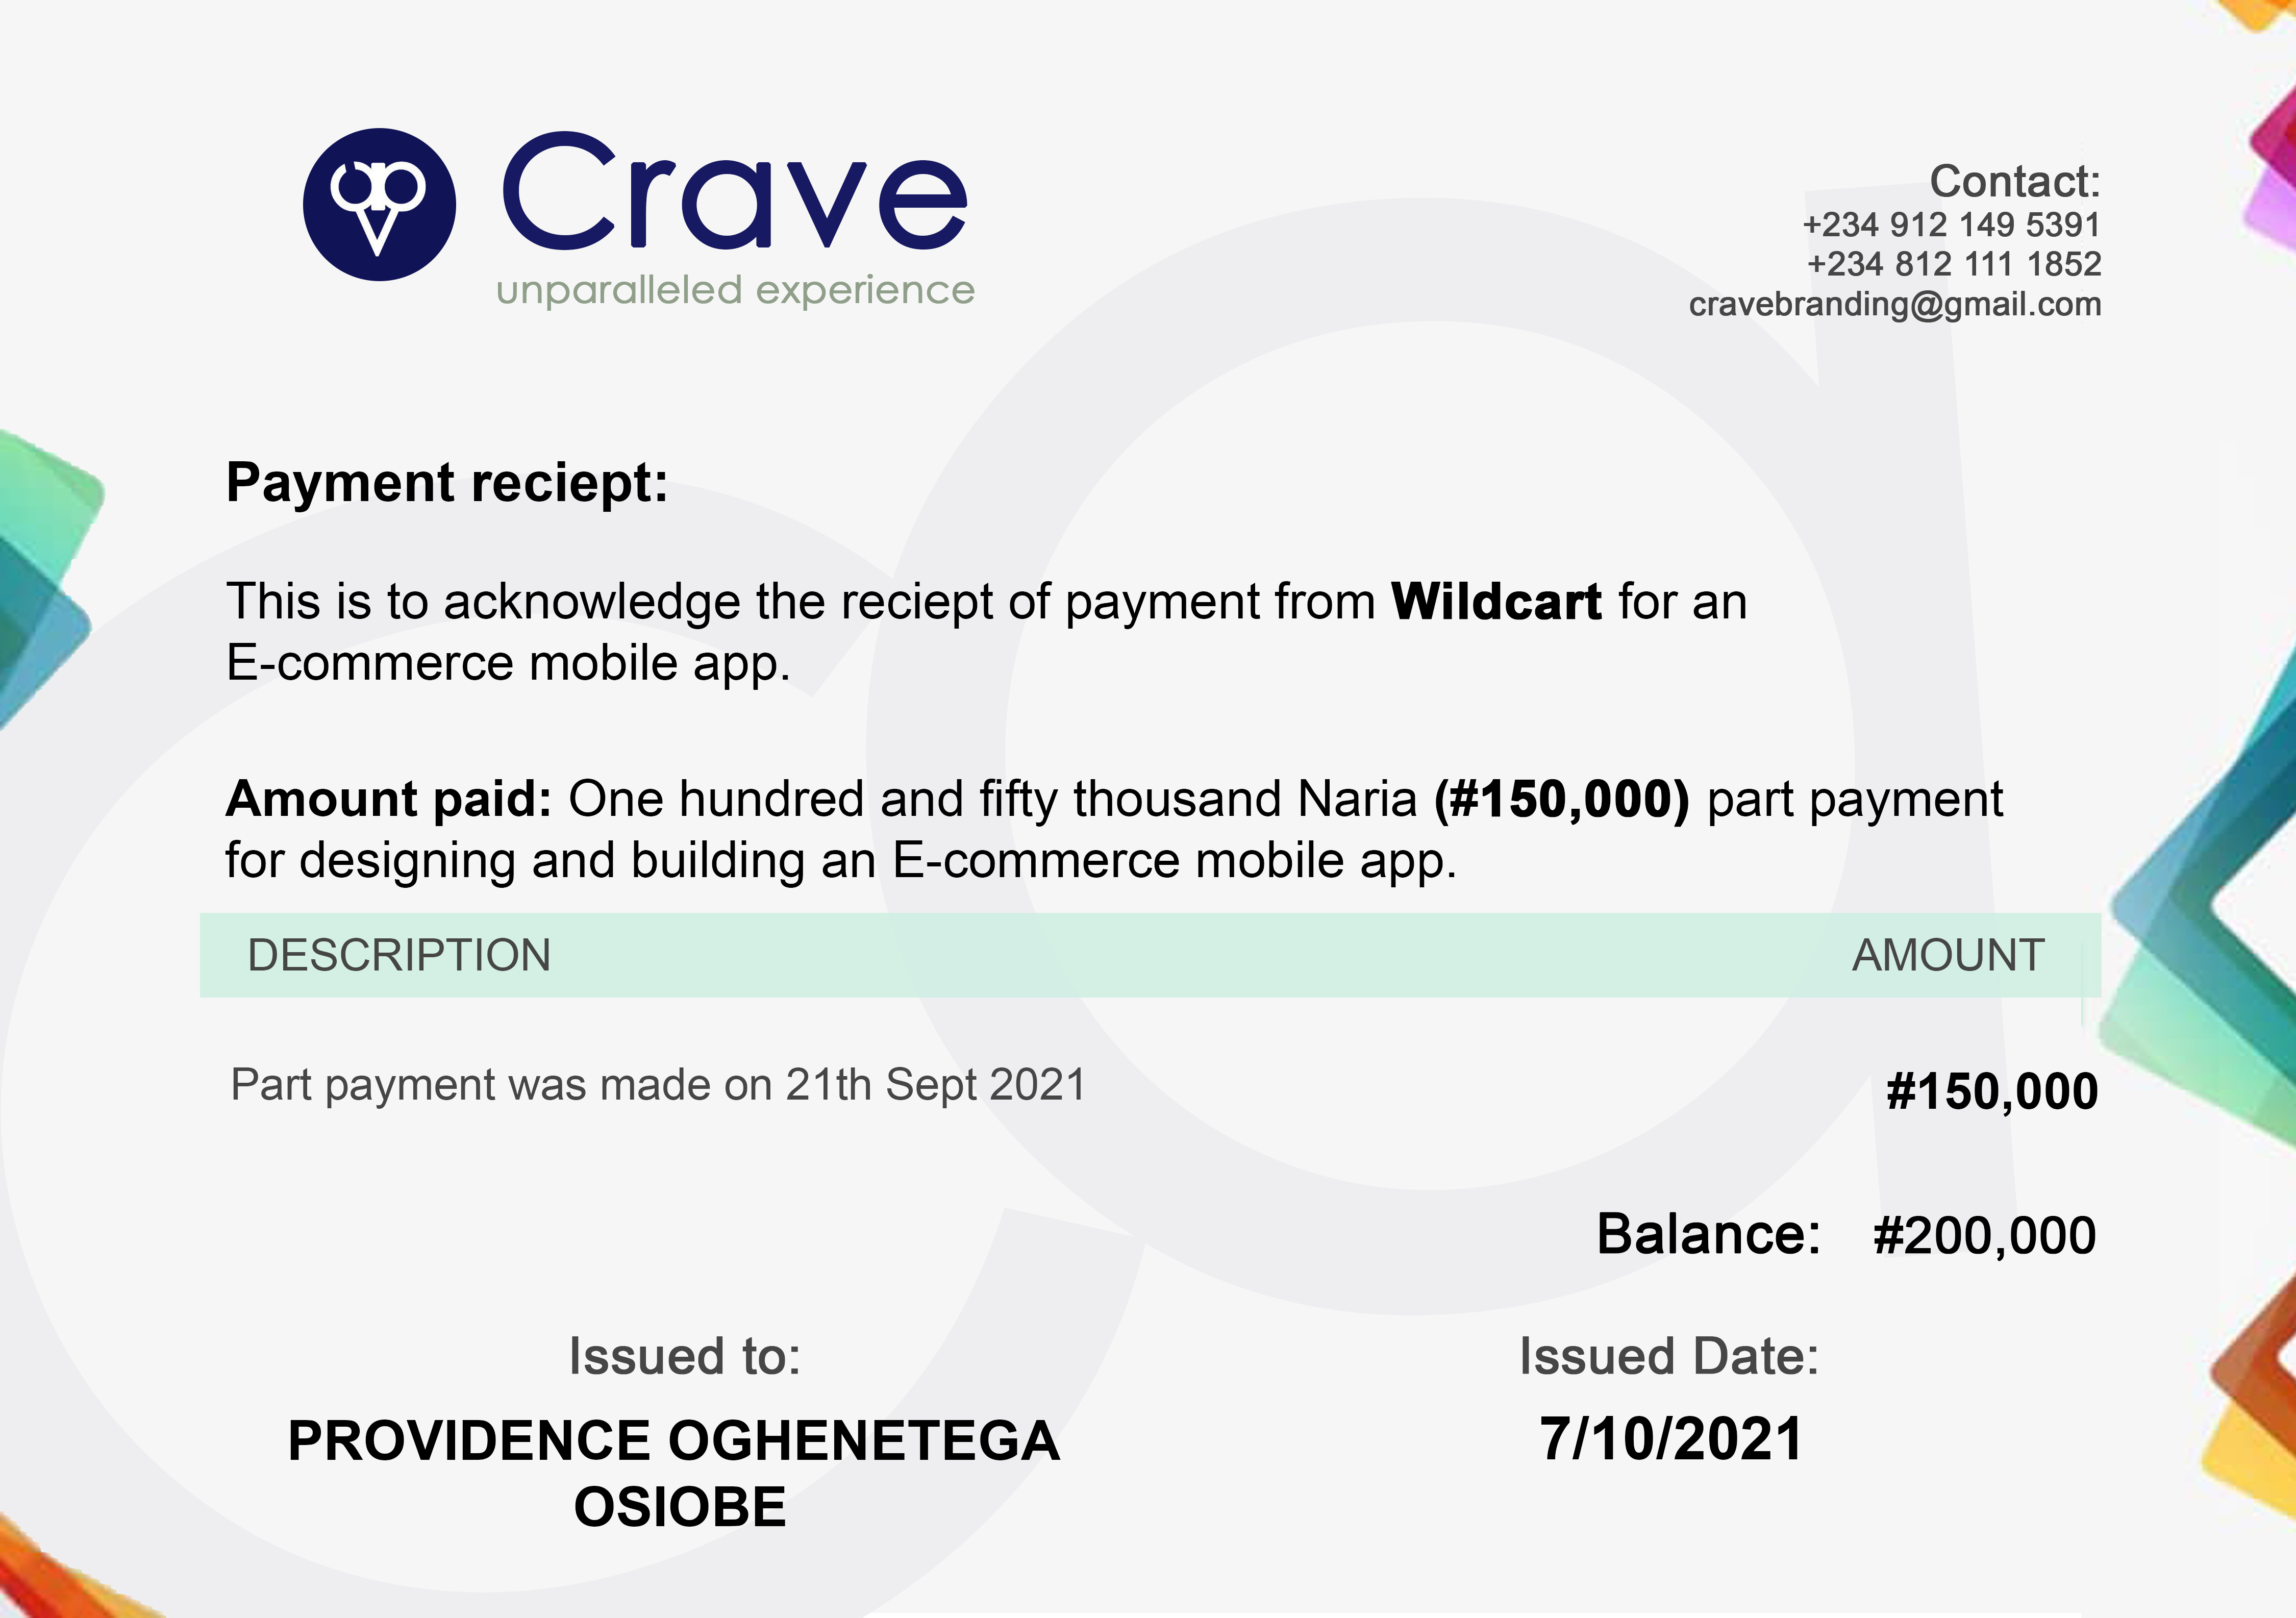 Crave
unparalleled experience
Contact:
+234 912 149 5391
+234 812 111 1852
cravebranding@gmail.com
Payment reciept:
This is to acknowledge the reciept of payment from Wildcart for an
E-commerce mobile app.
Amount paid: One hundred and fifty thousand Naria (#150,000) part payment
for designing and building an E-commerce mobile app.
DESCRIPTION AMOUNT
Part payment was made on 21th Sept 2021 #150,000
Balance: #200,000
Issued to: Issued Date:
PROVIDENCE OGHENETEGA 7/10/2021
OSIOBE